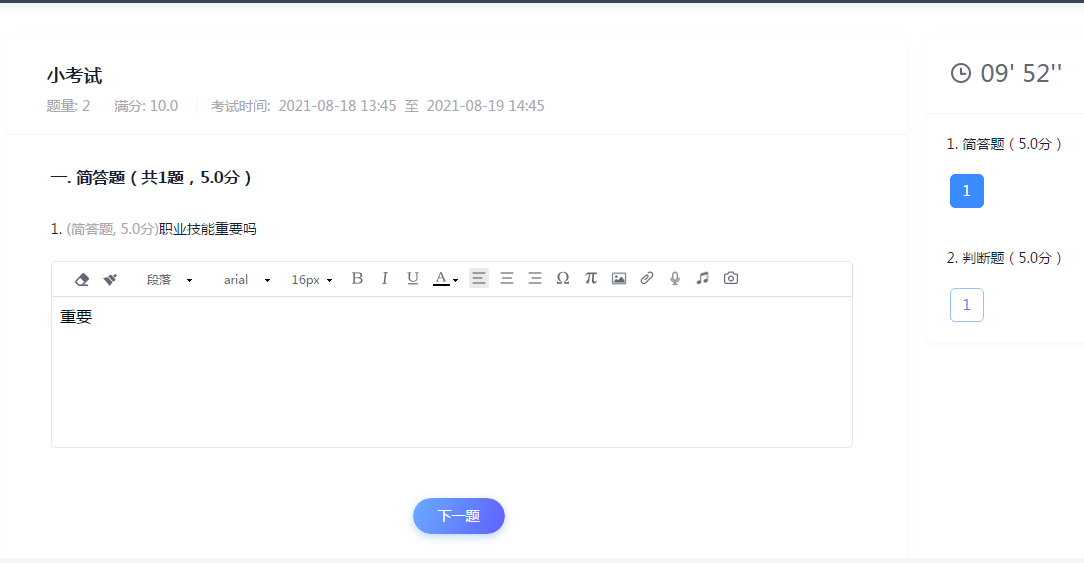 小考试
题量: 2 满分: 10.0 考试时间: 2021-08-18 13:45 至 2021-08-19 14:45
一. 简答题（共1题，5.0分）
1. (简答题, 5.0分)职业技能重要吗
段落 arial 16px B I U A Ω π
重要
下一题
09' 52''
1. 简答题（5.0分）
1
2. 判断题（5.0分）
1